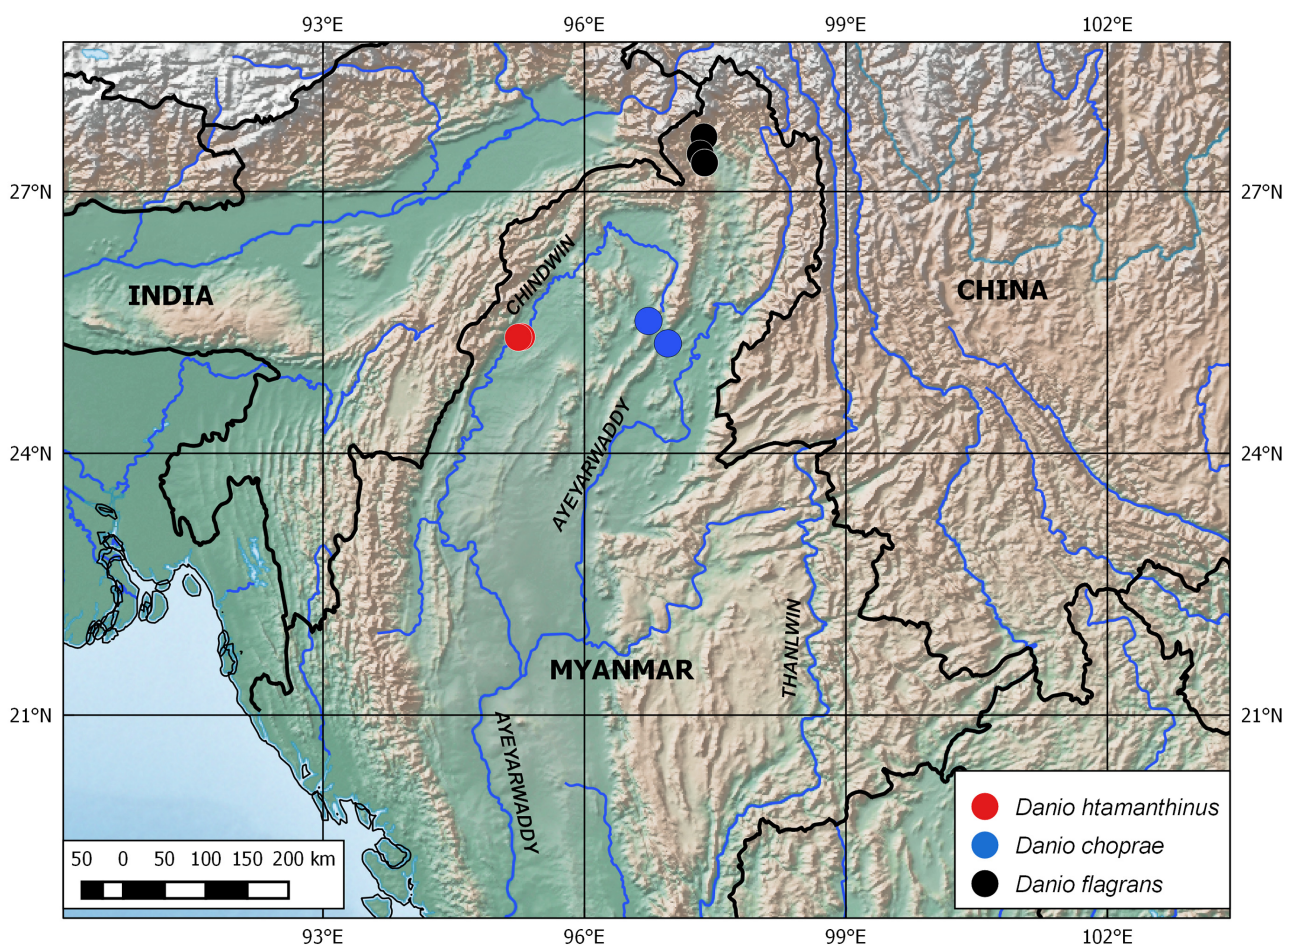 93°E 96°E 99°E 102°E
27°N 27°N
CHINDWIN
INDIA
CHINA
24°N 24°N
AYEYARWADDY
THANLWIN
MYANMAR
21°N 21°N
AYEYARWADDY
Danio htamanthinus
Danio choprae
Danio flagrans
50 0 50 100 150 200 km
93°E 96°E 99°E 102°E